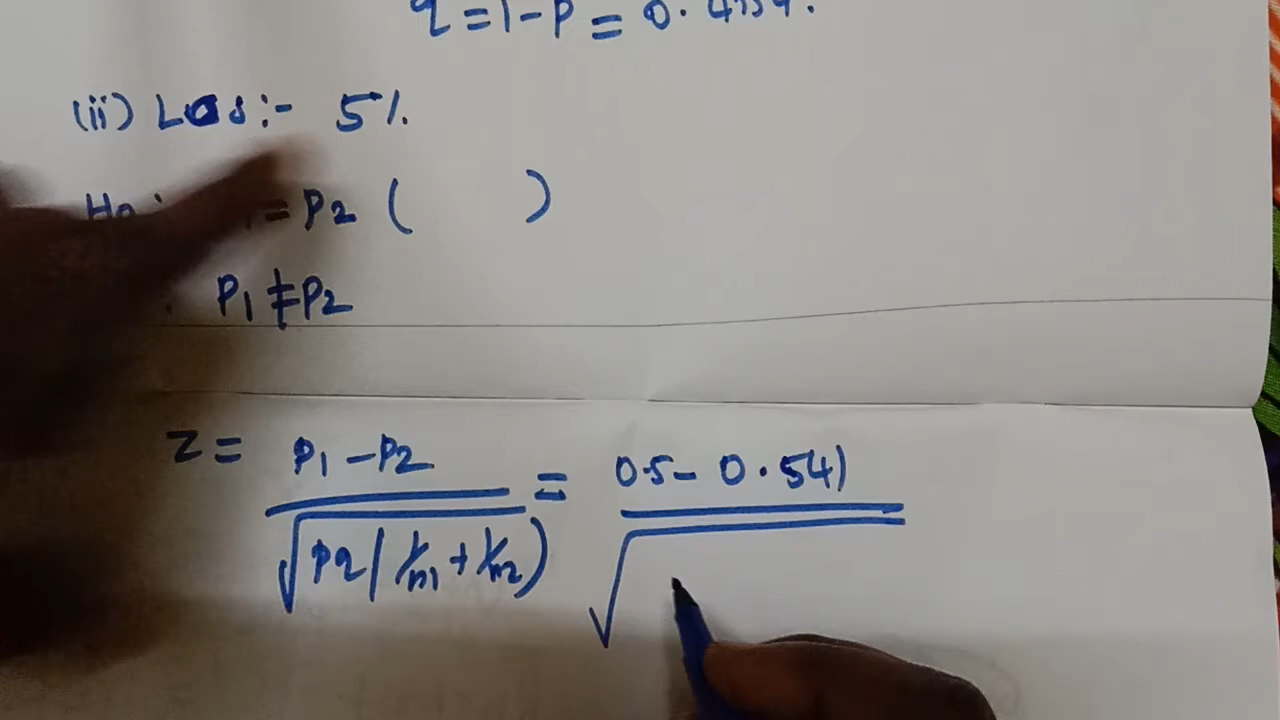 q = 1 - p = 0.
(ii) Los :- 5%.
H0 : = P2 ( )
: P1 ≠ P2
Z = P1 - P2 / √pq(1/n1 + 1/n2) = 0.5 - 0.541 / √